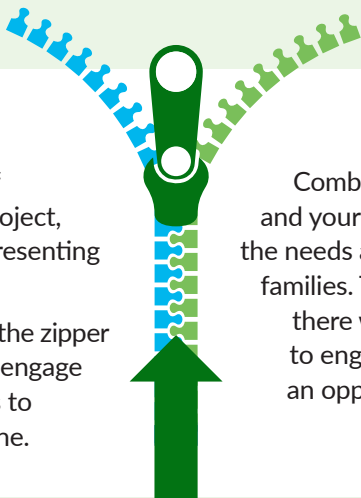 oject,
resenting
the zipper
engage
to
ne.
Comb
and your
the needs a
families.
there
to eng
an opp